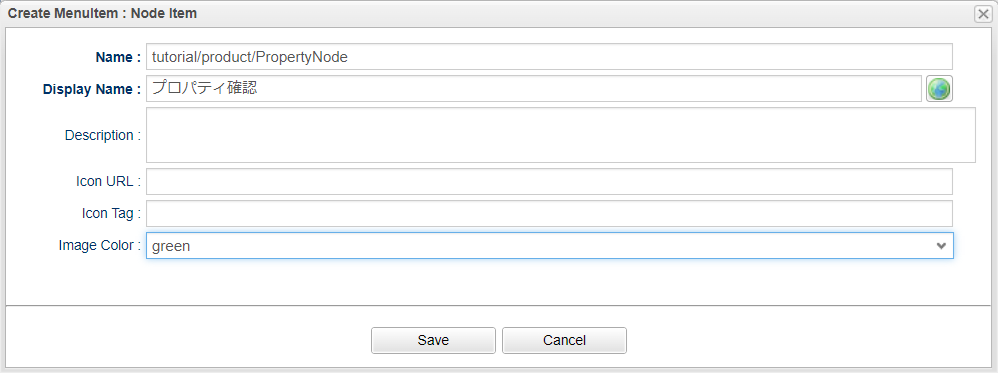 Create MenuItem : Node Item
Name : tutorial/product/PropertyNode
Display Name : プロパティ確認
Description :
Icon URL :
Icon Tag :
Image Color : green
Save Cancel